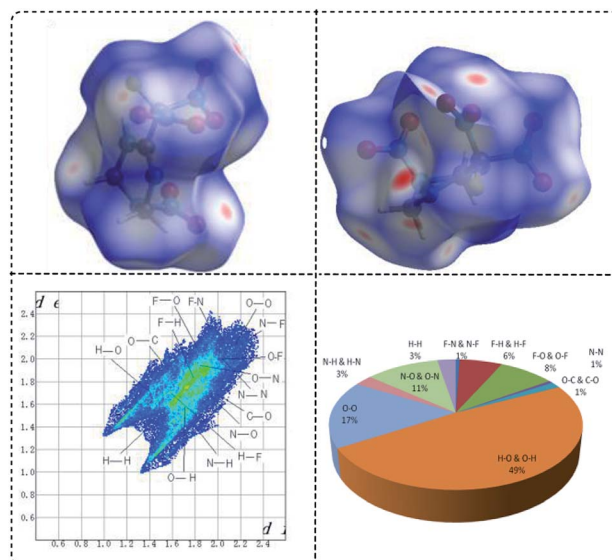 d e
2.4
2.2
2.0
1.8
1.6
1.4
1.2
1.0
0.8
0.6
F—O
F-N
O—O
F—H
N—F
O—C
O-F
H—O
O—N
N—N
C—O
N—O
H—F
H—H
N—H
O—H
0.6 0.8 1.0 1.2 1.4 1.6 1.8 2.0 2.2 2.4
H-H
3%
F-N & N-F
1%
F-H & H-F
6%
F-O & O-F
8%
N-N
1%
O-C & C-O
1%
N-H & H-N
3%
N-O & O-N
11%
O-O
17%
H-O & O-H
49%